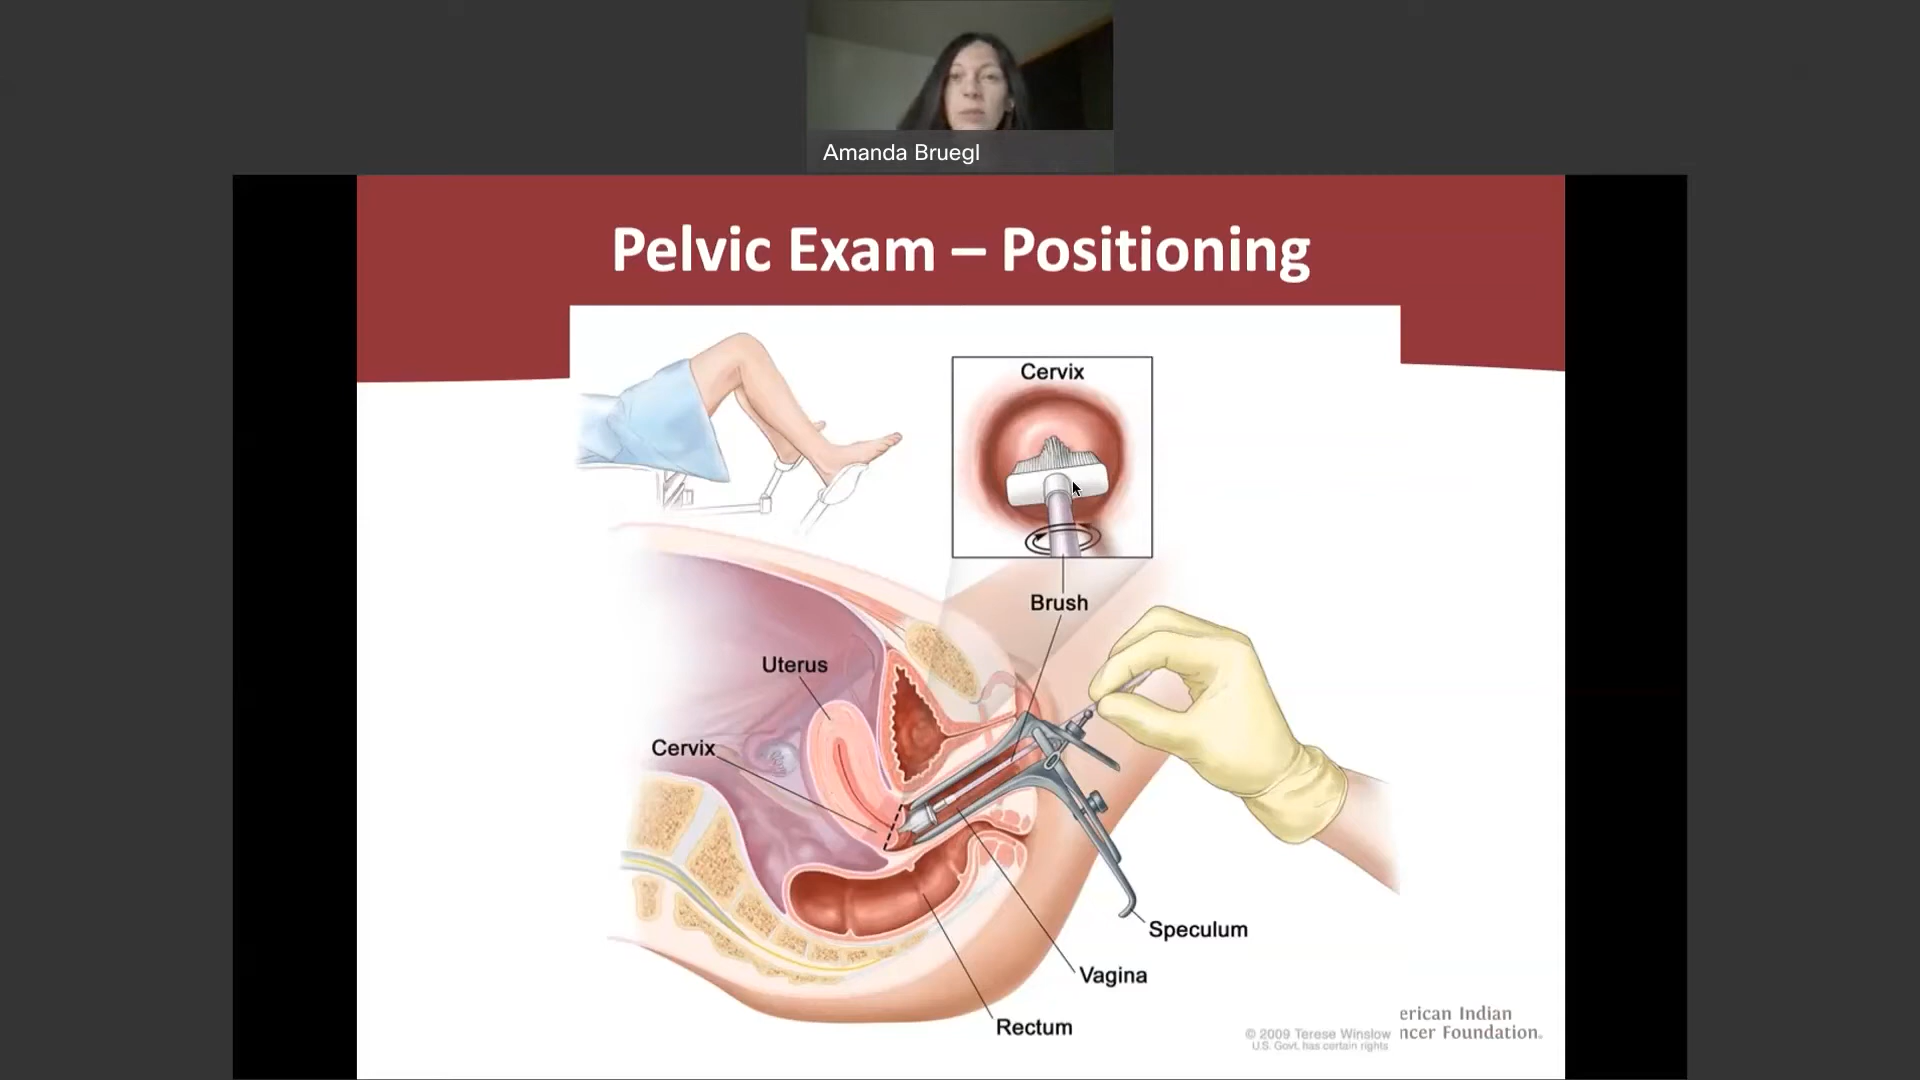 Amanda Bruegl
Pelvic Exam – Positioning
Cervix
Brush
Uterus
Cervix
Speculum
Vagina
Rectum
erican Indian
ncer Foundation.
© 2009 Terese Winslow
U.S. Govt. has certain rights